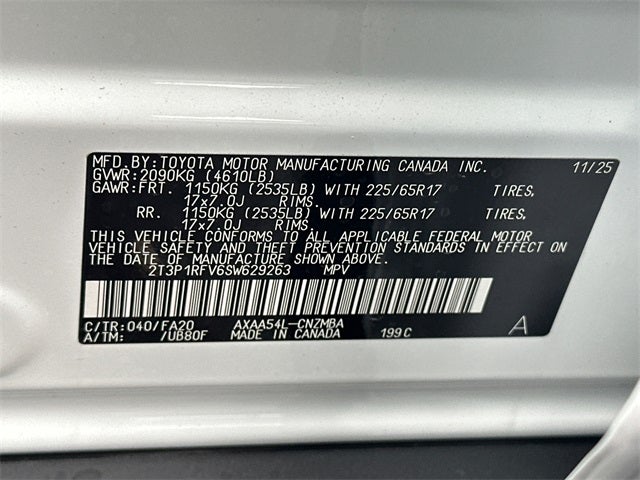 MFD.BY:TOYOTA MOTOR MANUFACTURING CANADA INC. 11/25
GVWR:2090KG (4610LB)
GAWR:FRT. 1150KG (2535LB) WITH 225/65R17 TIRES.
17x7.0J RIMS.
RR. 1150KG (2535LB) WITH 225/65R17 TIRES.
17x7.0J RIMS.
THIS VEHICLE CONFORMS TO ALL APPLICABLE FEDERAL MOTOR
VEHICLE SAFETY AND THEFT PREVENTION STANDARDS IN EFFECT ON
THE DATE OF MANUFACTURE SHOWN ABOVE.
2T3P1RFV6SW629263 MPV
C/TR:040/FA20 AXAA54L-CNZMBA
A/TM: /UB80F MADE IN CANADA 199C A